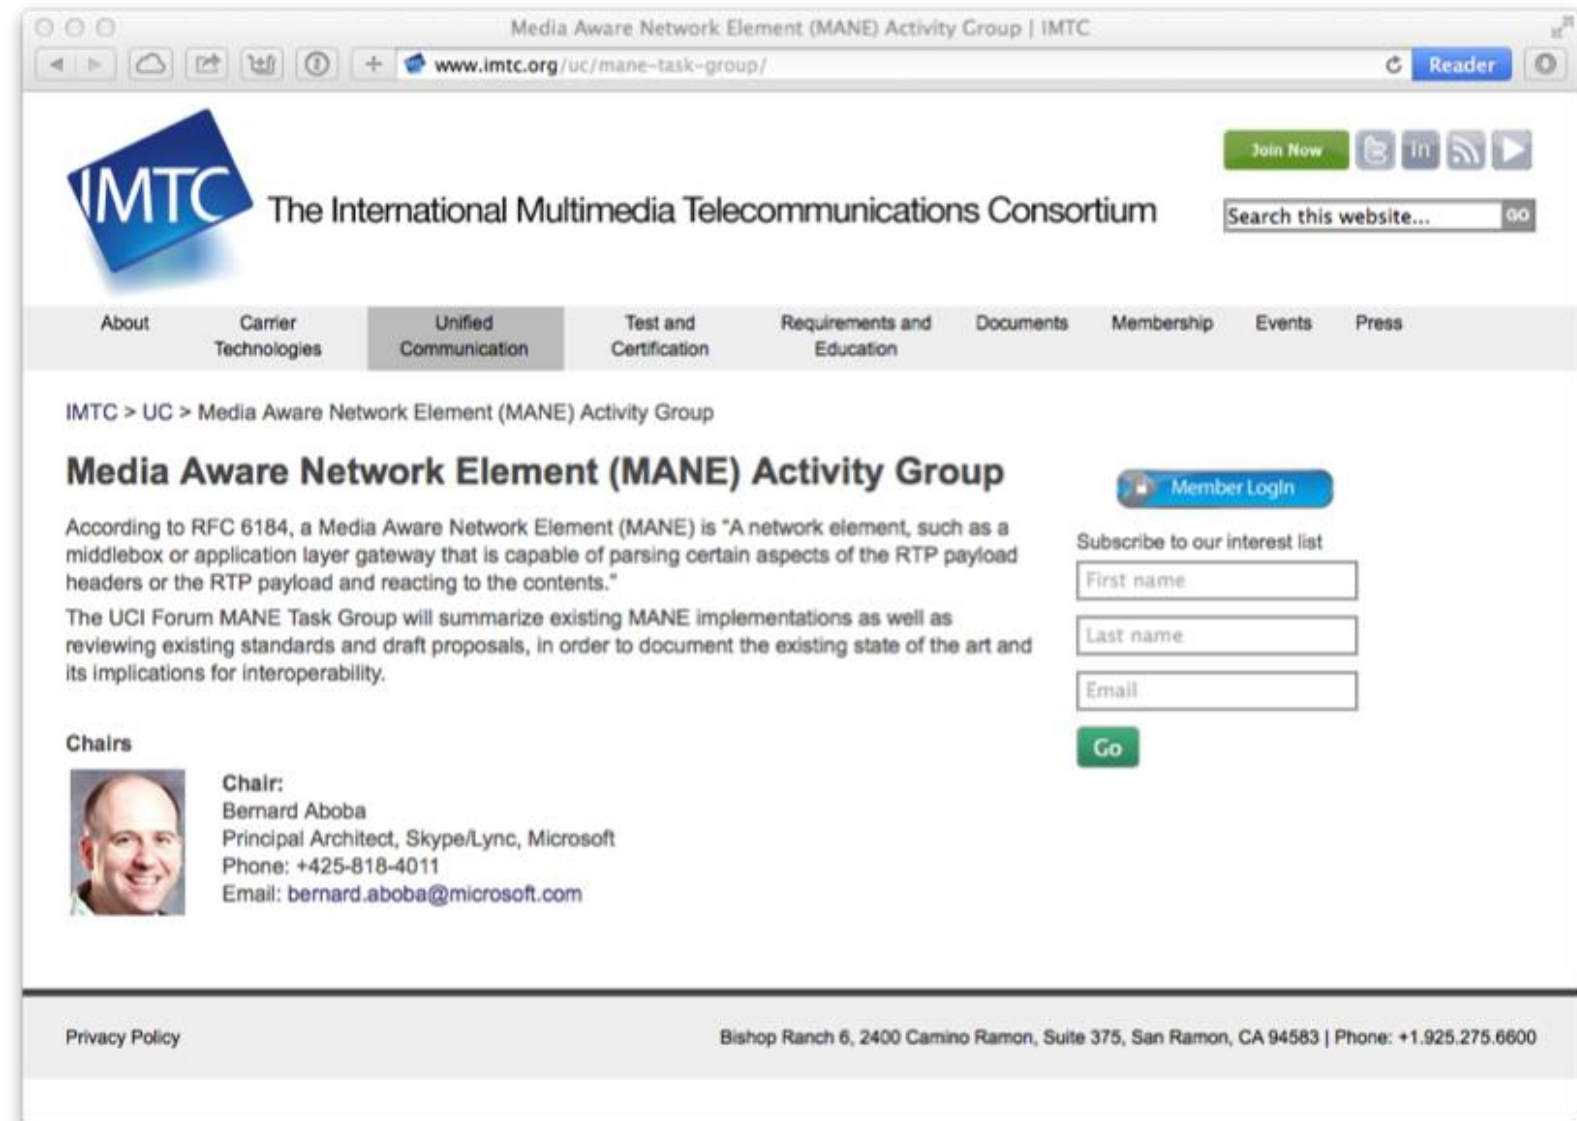 Media Aware Network Element (MANE) Activity Group | IMTC
www.imtc.org/uc/mane-task-group/
Reader
IMTC
The International Multimedia Telecommunications Consortium
Join Now
in
Search this website...
GO
About
Carrier
Technologies
Unified
Communication
Test and
Certification
Requirements and
Education
Documents
Membership
Events
Press
IMTC > UC > Media Aware Network Element (MANE) Activity Group
Media Aware Network Element (MANE) Activity Group
According to RFC 6184, a Media Aware Network Element (MANE) is "A network element, such as a
middlebox or application layer gateway that is capable of parsing certain aspects of the RTP payload
headers or the RTP payload and reacting to the contents."
The UCI Forum MANE Task Group will summarize existing MANE implementations as well as
reviewing existing standards and draft proposals, in order to document the existing state of the art and
its implications for interoperability.
Chairs
Chair:
Bernard Aboba
Principal Architect, Skype/Lync, Microsoft
Phone: +425-818-4011
Email: bernard.aboba@microsoft.com
Member LogIn
Subscribe to our interest list
First name
Last name
Email
Go
Privacy Policy
Bishop Ranch 6, 2400 Camino Ramon, Suite 375, San Ramon, CA 94583 | Phone: +1.925.275.6600